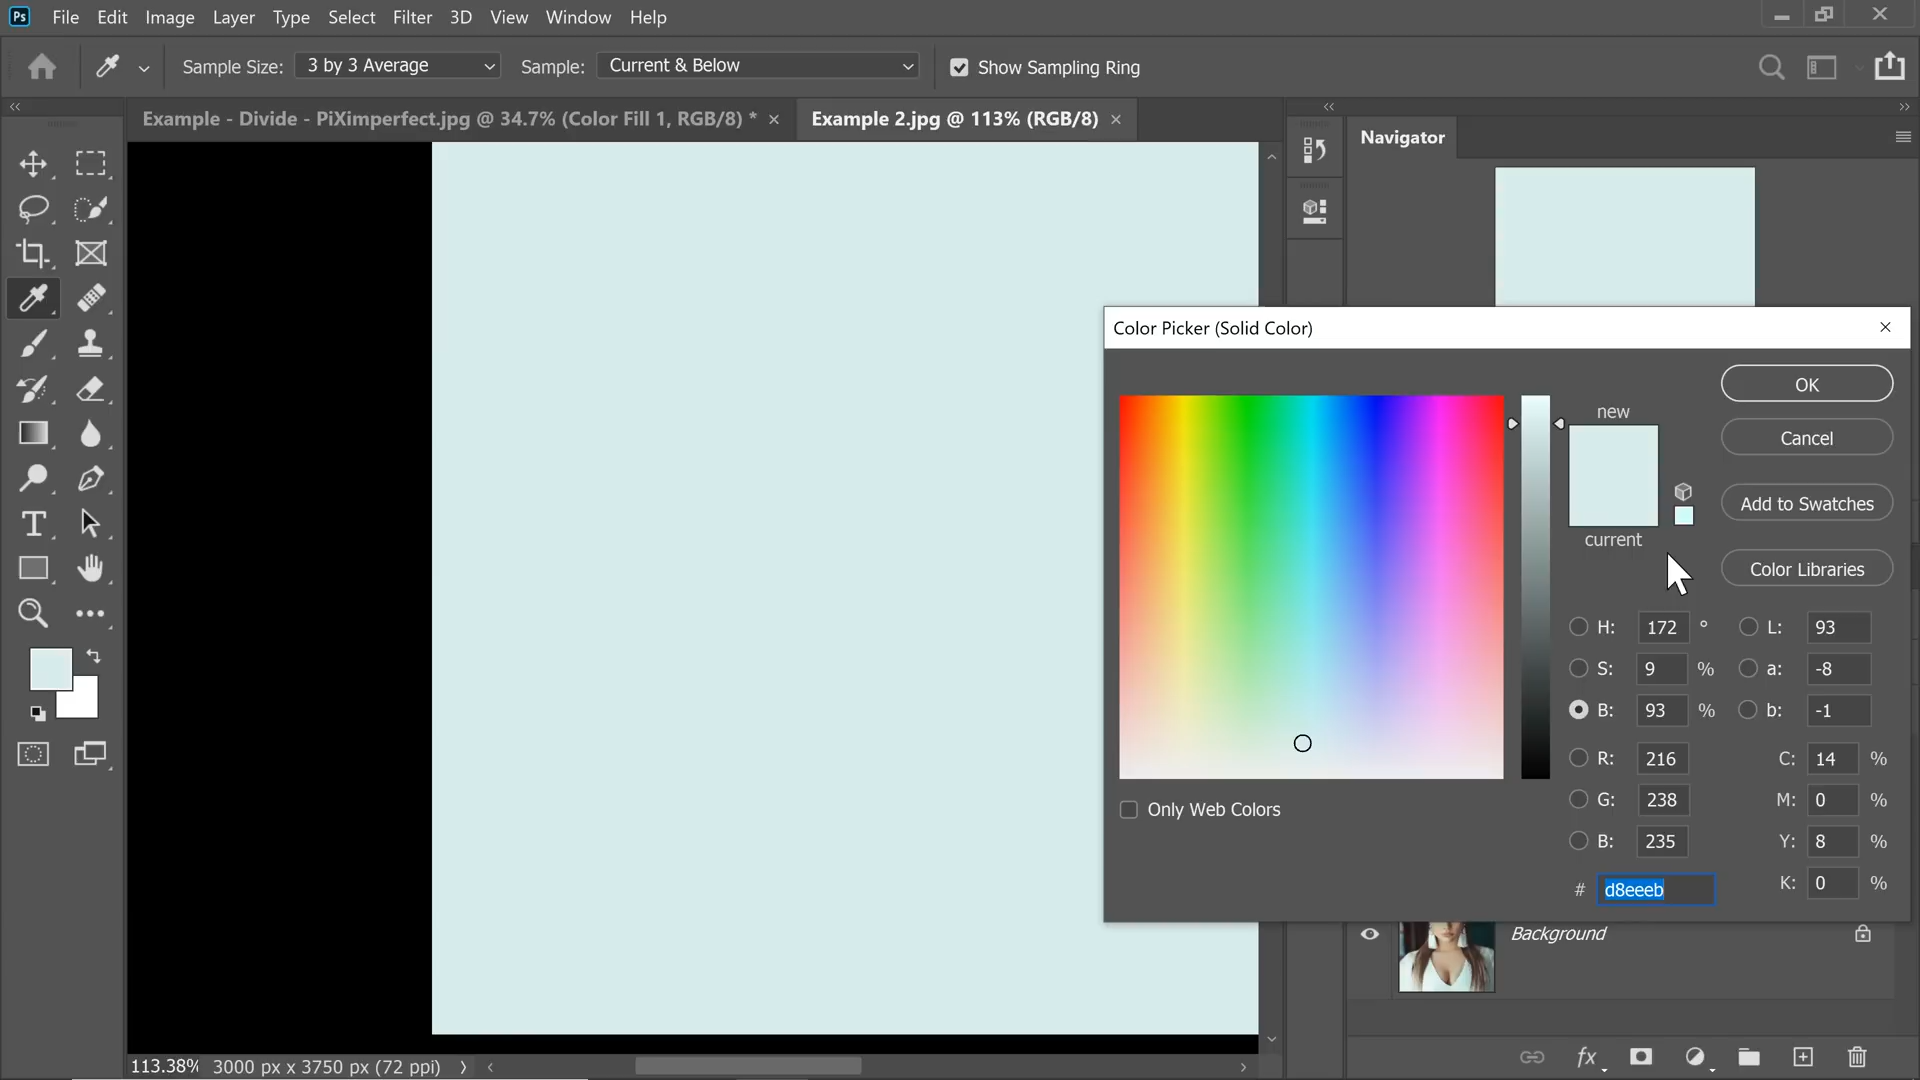 Ps File Edit Image Layer Type Select Filter 3D View Window Help
Sample Size: 3 by 3 Average Sample: Current & Below Show Sampling Ring
Example - Divide - PiXimperfect.jpg @ 34.7% (Color Fill 1, RGB/8) *
Example 2.jpg @ 113% (RGB/8)
Navigator
Color Picker (Solid Color)
OK
new
Cancel
Add to Swatches
current
Color Libraries
H: 172 ° L: 93
S: 9 % a: -8
B: 93 % b: -1
R: 216 C: 14 %
Only Web Colors
G: 238 M: 0 %
B: 235 Y: 8 %
# d8eeeb K: 0 %
Background
113.38% 3000 px x 3750 px (72 ppi)
fx